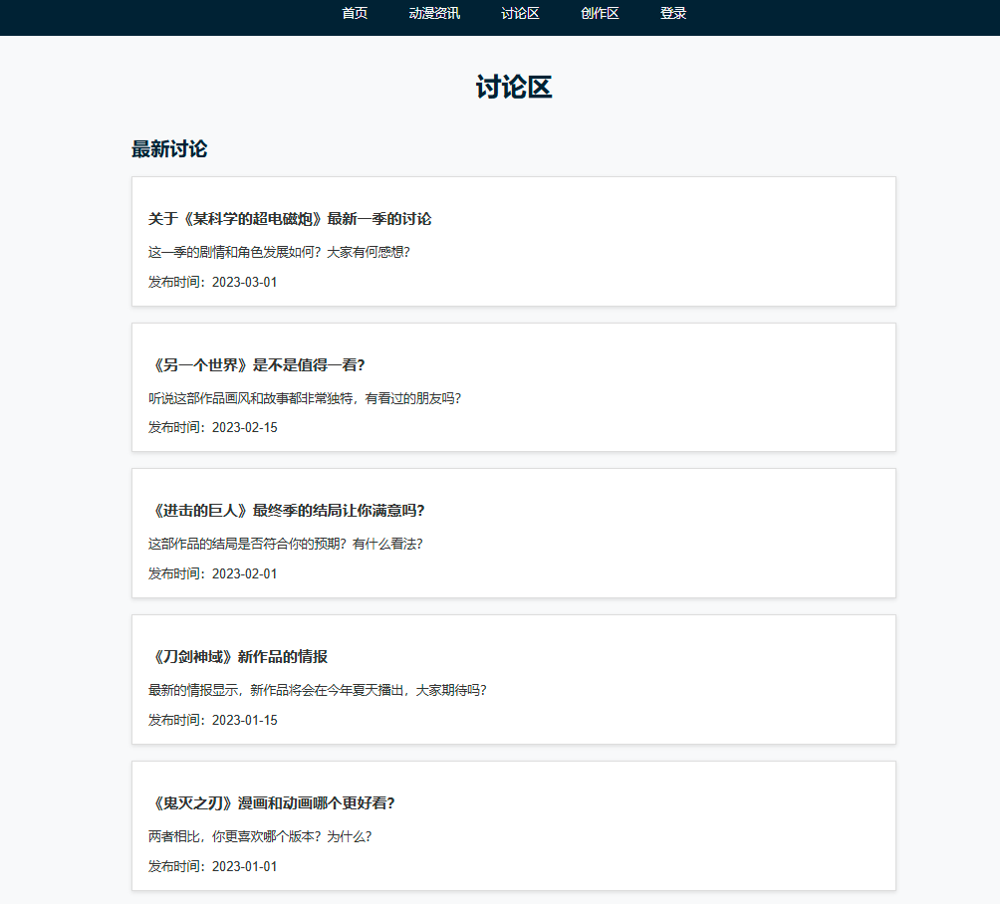 首页 动漫资讯 讨论区 创作区 登录
讨论区
最新讨论
关于《某科学的超电磁炮》最新一季的讨论
这一季的剧情和角色发展如何？大家有何感想？
发布时间：2023-03-01
《另一个世界》是不是值得一看？
听说这部作品画风和故事都非常独特，有看过的朋友吗？
发布时间：2023-02-15
《进击的巨人》最终季的结局让你满意吗？
这部作品的结局是否符合你的预期？有什么看法？
发布时间：2023-02-01
《刀剑神域》新作品的情报
最新的情报显示，新作品将会在今年夏天播出，大家期待吗？
发布时间：2023-01-15
《鬼灭之刃》漫画和动画哪个更好看？
两者相比，你更喜欢哪个版本？为什么？
发布时间：2023-01-01